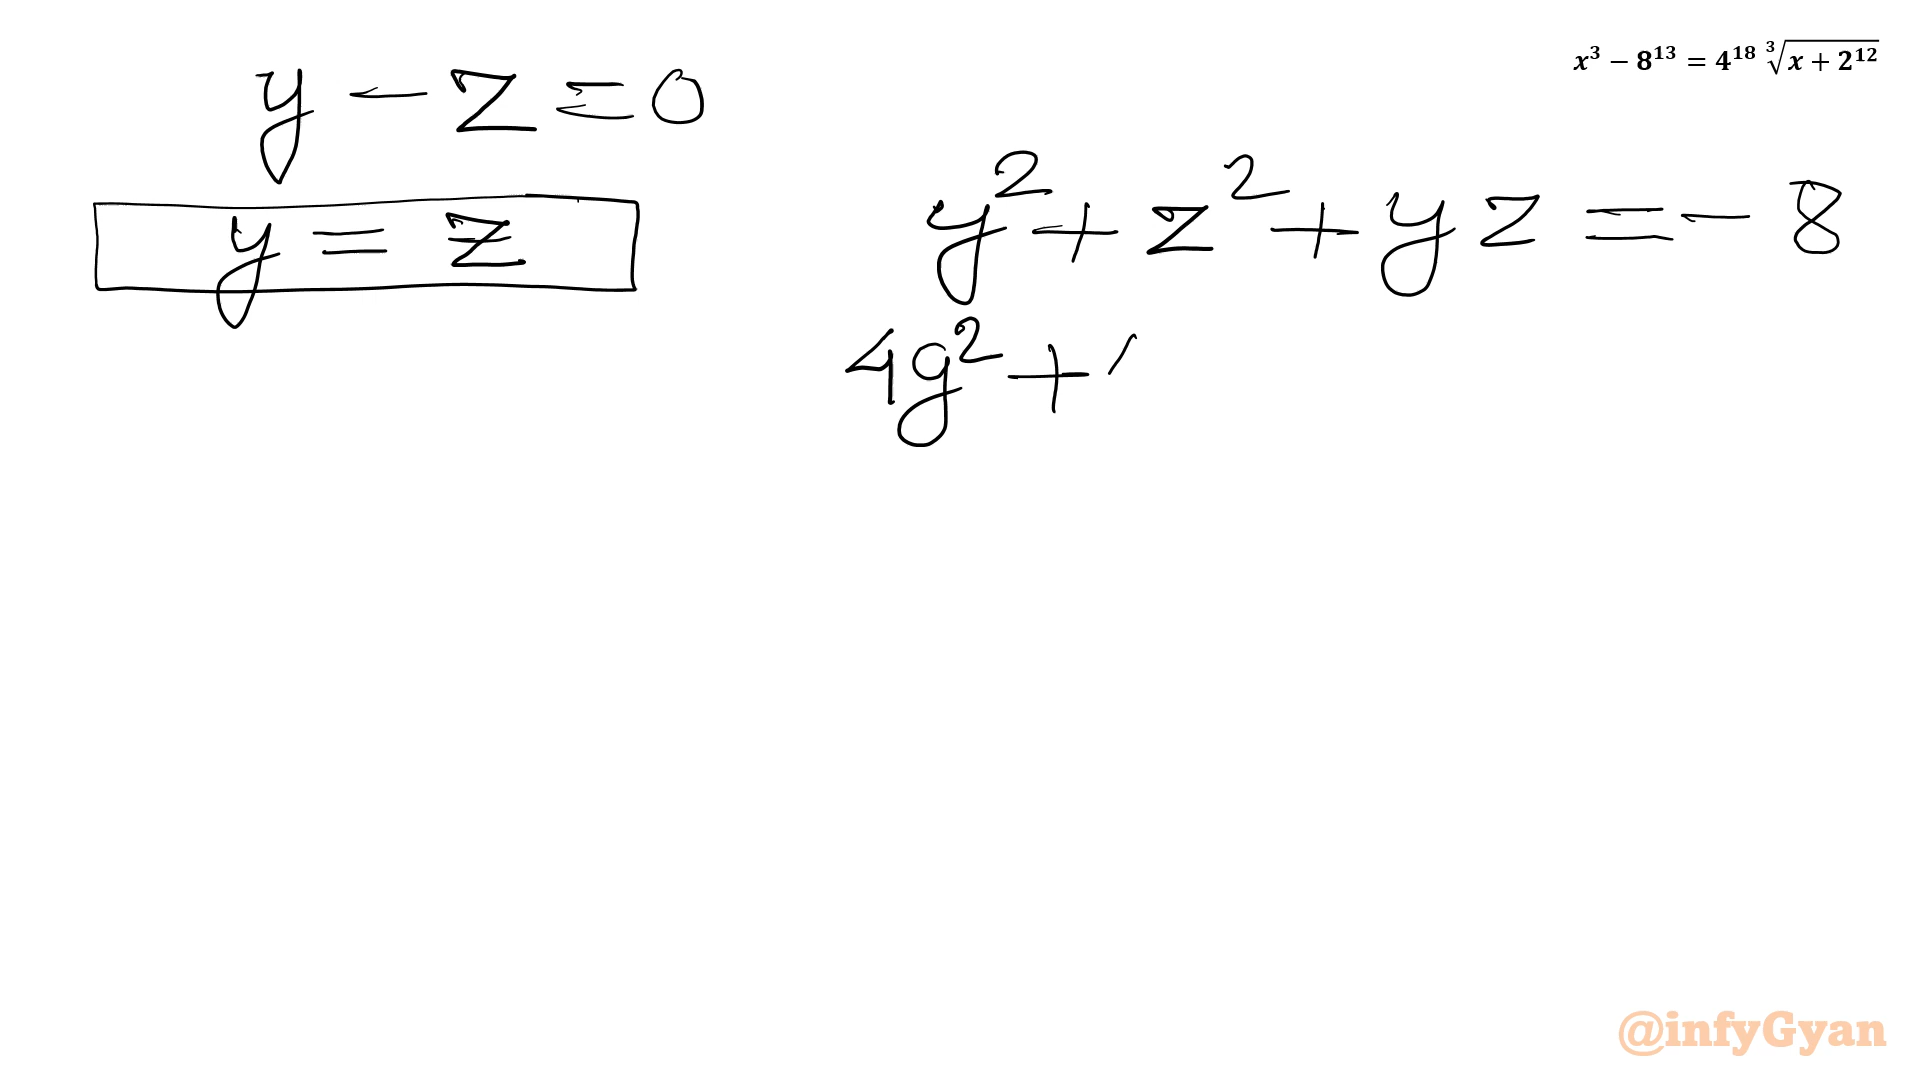 x³ − 8¹³ = 4¹⁸ ∛(x + 2¹²)
y − z = 0
y = z
y² + z² + yz = − 8
4y² +
@infyGyan